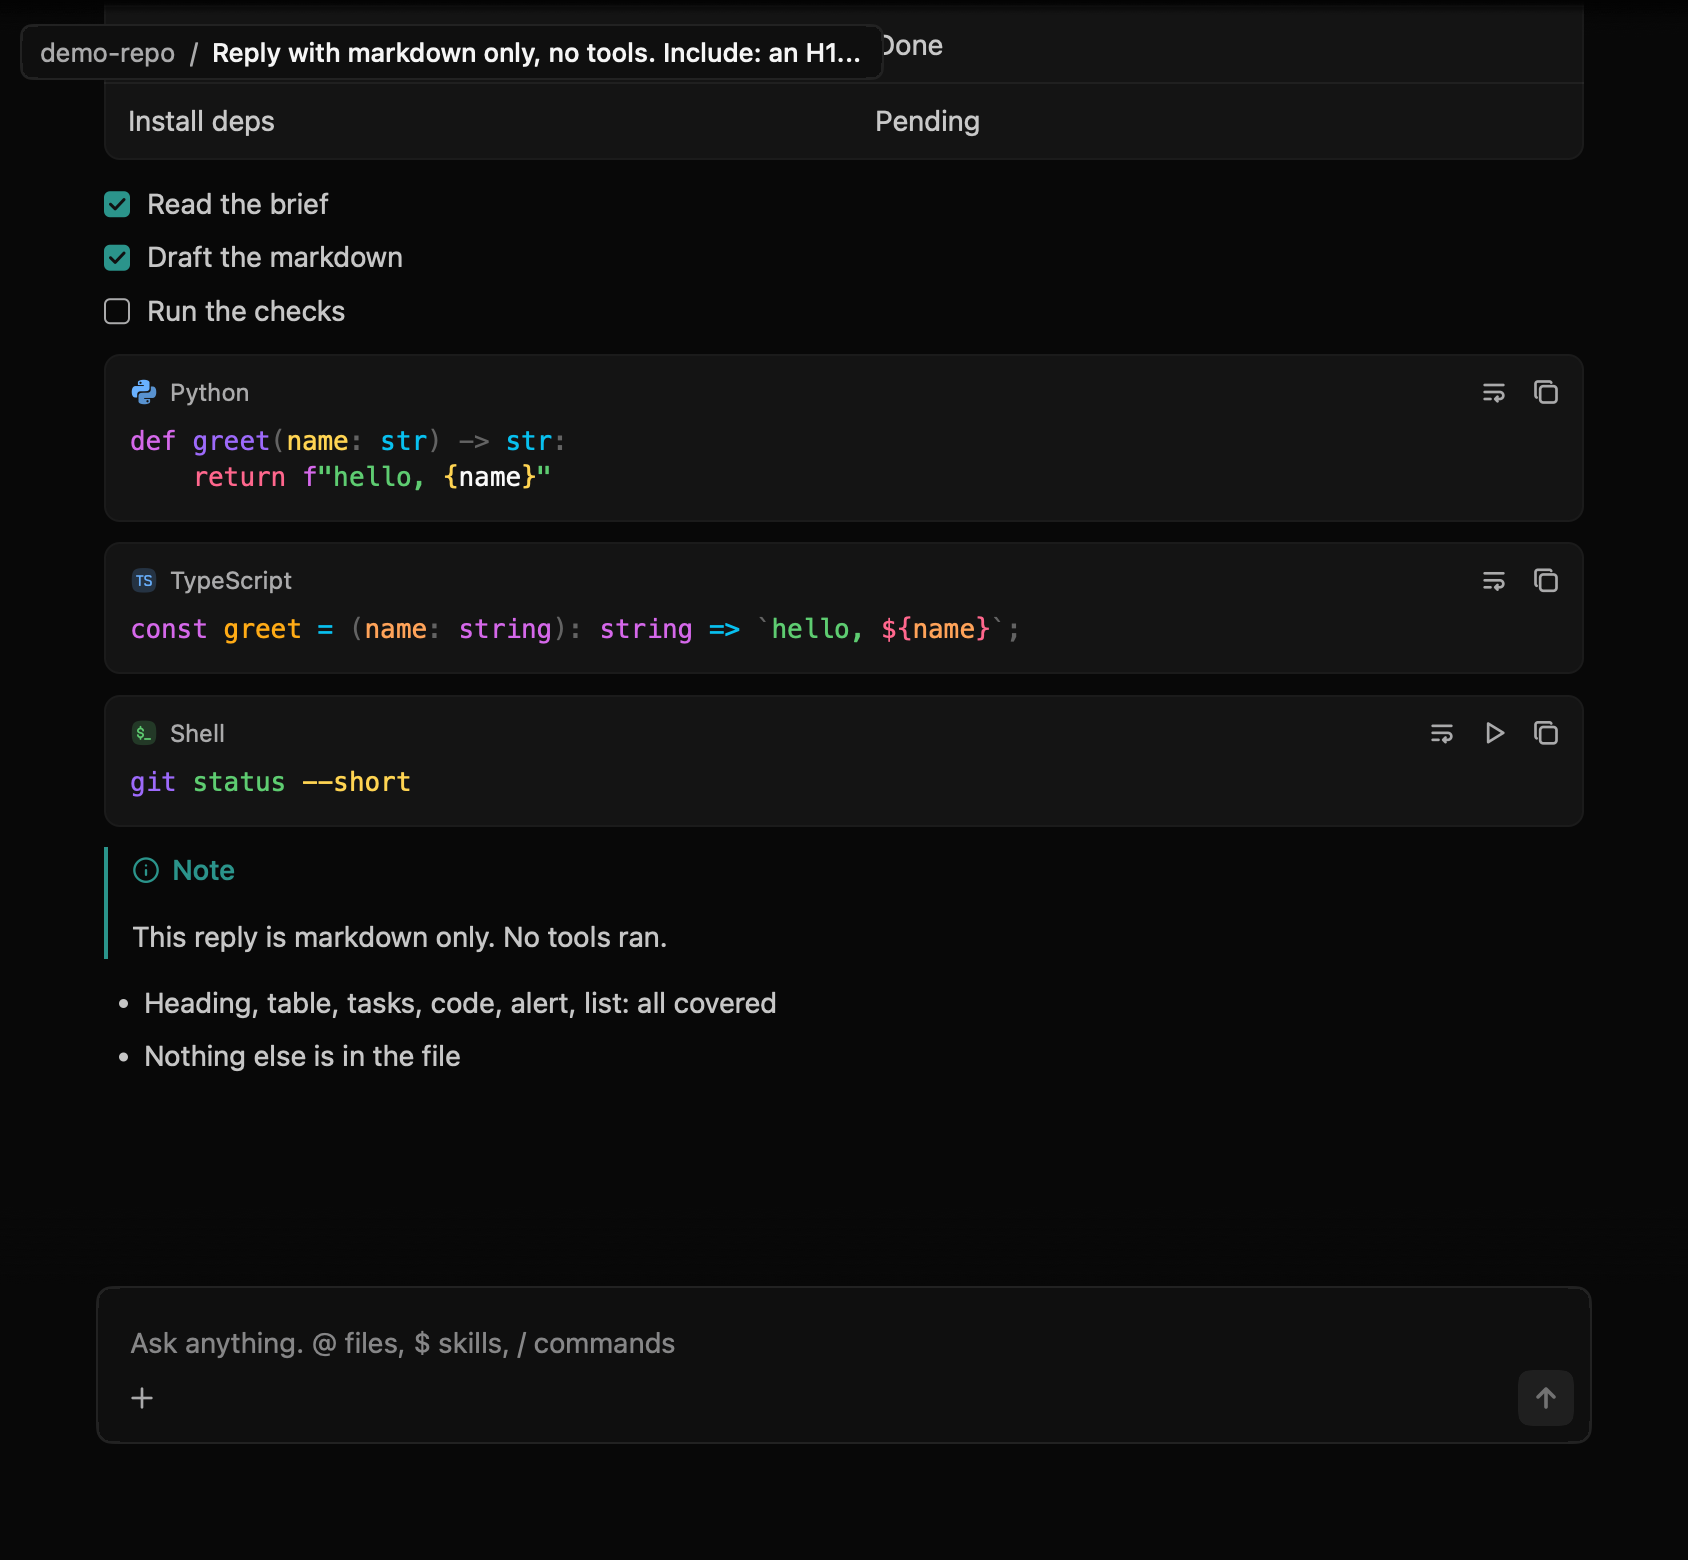 demo-repo / Reply with markdown only, no tools. Include: an H1...
Done
Install deps Pending
Read the brief
Draft the markdown
Run the checks
Python
def greet(name: str) -> str:
    return f"hello, {name}"
TS TypeScript
const greet = (name: string): string => `hello, ${name}`;
$_ Shell
git status --short
Note
This reply is markdown only. No tools ran.
• Heading, table, tasks, code, alert, list: all covered
• Nothing else is in the file
Ask anything. @ files, $ skills, / commands